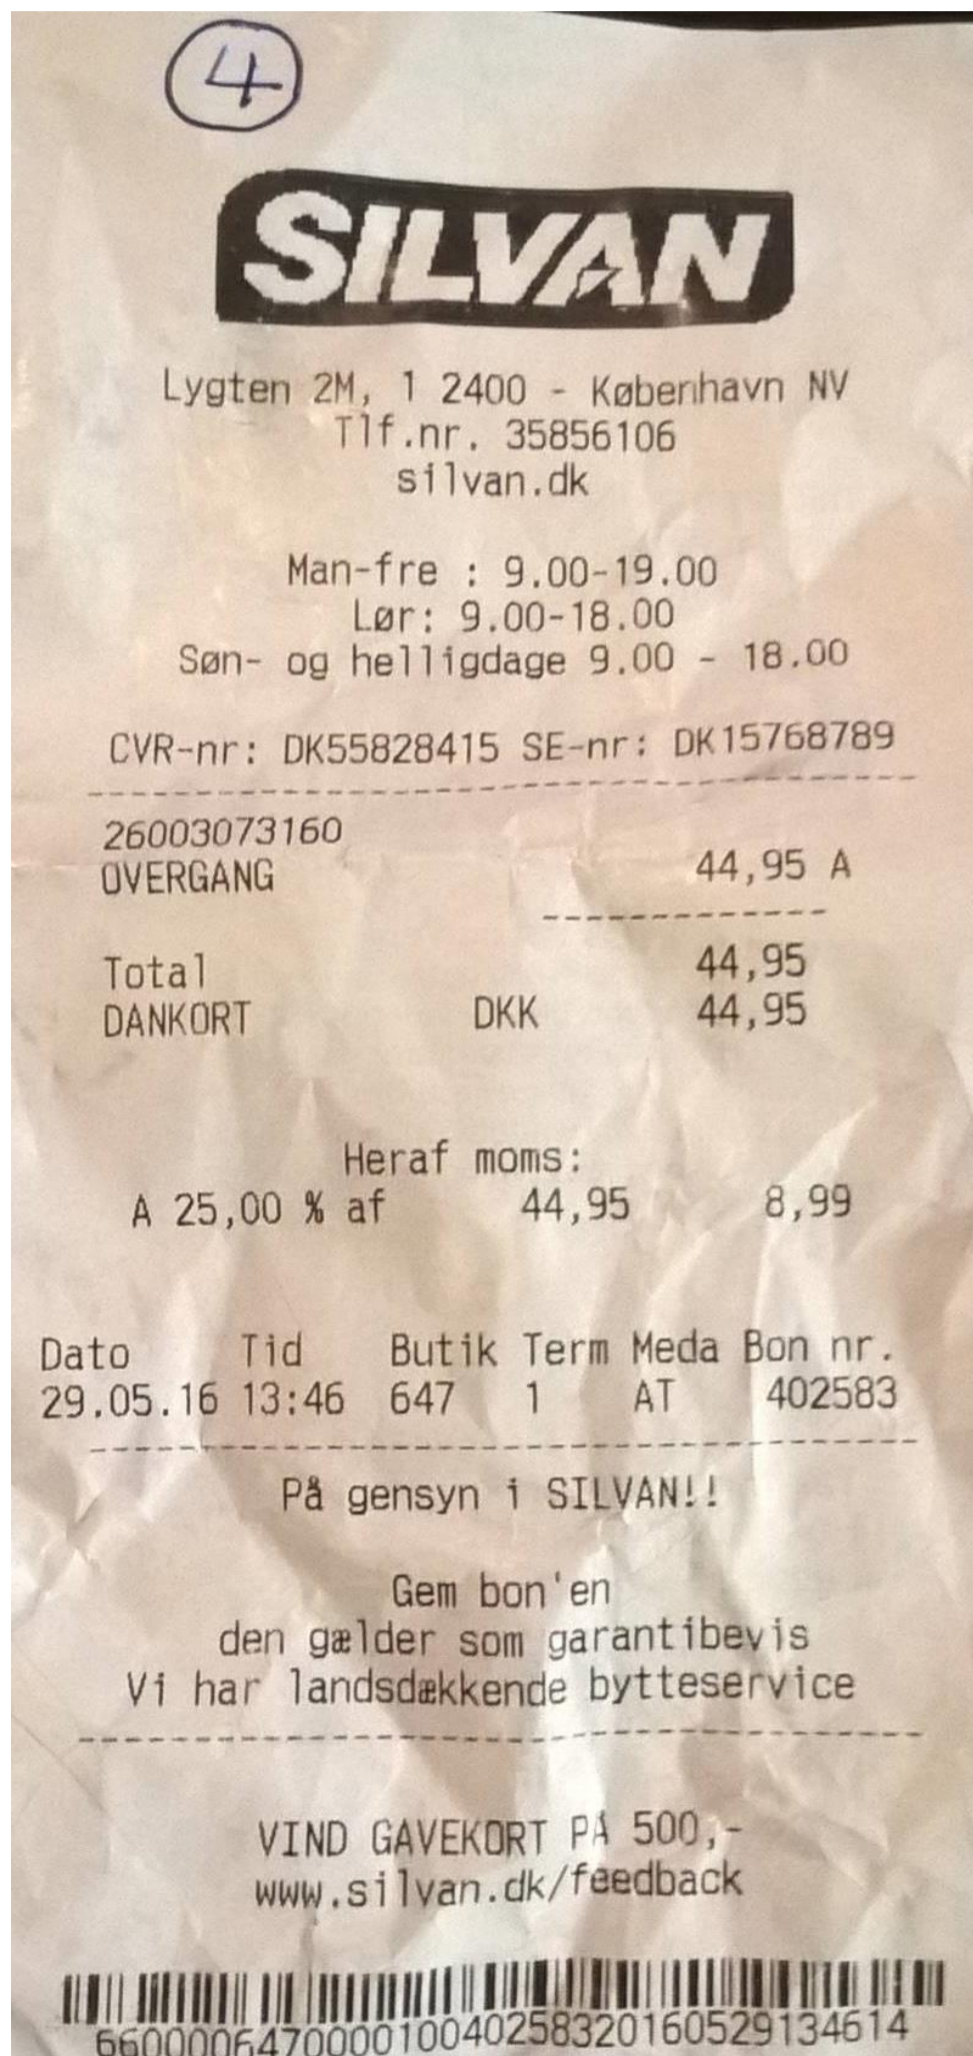 4
SILVAN
Lygten 2M, 1 2400 - København NV
Tlf.nr. 35856106
silvan.dk
Man-fre : 9.00-19.00
Lør: 9.00-18.00
Søn- og helligdage 9.00 - 18.00
CVR-nr: DK55828415 SE-nr: DK15768789
26003073160
OVERGANG 44,95 A
Total 44,95
DANKORT DKK 44,95
Heraf moms:
A 25,00 % af 44,95 8,99
Dato Tid Butik Term Meda Bon nr.
29.05.16 13:46 647 1 AT 402583
På gensyn i SILVAN!!
Gem bon'en
den gælder som garantibevis
Vi har landsdækkende bytteservice
VIND GAVEKORT PÅ 500,-
www.silvan.dk/feedback
660000647000010040258320160529134614